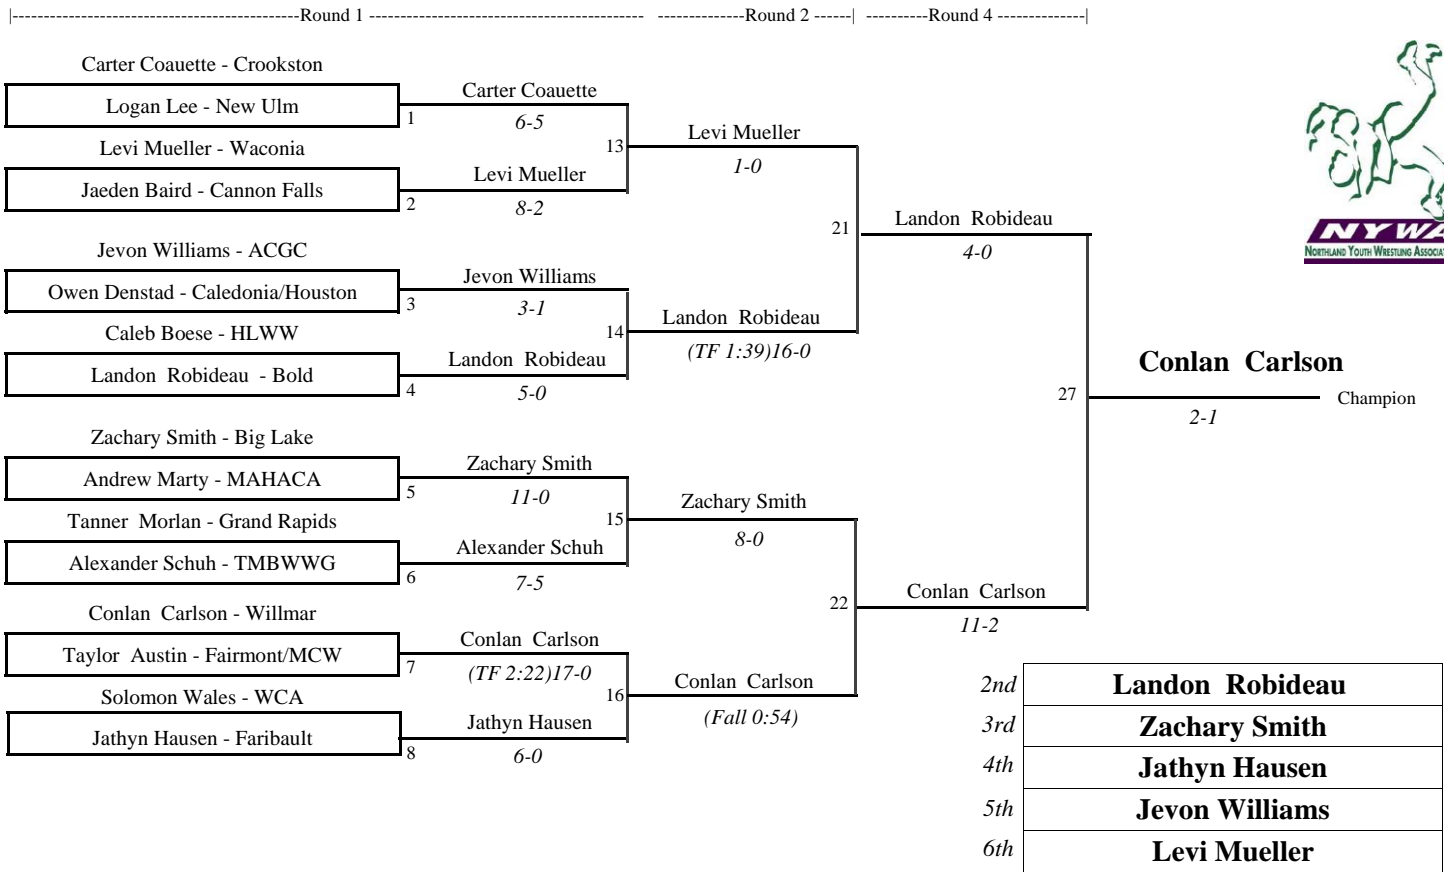 |--------------------------------------------Round 1 ------------------------------------------ --------------Round 2 ------| ----------Round 4 --------------|
Carter Coauette - Crookston
Logan Lee - New Ulm
1
Carter Coauette
6-5
Levi Mueller - Waconia
Jaeden Baird - Cannon Falls
2
Levi Mueller
8-2
13
Levi Mueller
1-0
Jevon Williams - ACGC
Owen Denstad - Caledonia/Houston
3
Jevon Williams
3-1
Caleb Boese - HLWW
Landon Robideau - Bold
4
Landon Robideau
5-0
14
Landon Robideau
(TF 1:39)16-0
21
Landon Robideau
4-0
Zachary Smith - Big Lake
Andrew Marty - MAHACA
5
Zachary Smith
11-0
Tanner Morlan - Grand Rapids
Alexander Schuh - TMBWWG
6
Alexander Schuh
7-5
15
Zachary Smith
8-0
Conlan Carlson - Willmar
Taylor Austin - Fairmont/MCW
7
Conlan Carlson
(TF 2:22)17-0
Solomon Wales - WCA
Jathyn Hausen - Faribault
8
Jathyn Hausen
6-0
16
Conlan Carlson
(Fall 0:54)
22
Conlan Carlson
11-2
27
Conlan Carlson
Champion
2-1
NYWA
NORTHLAND YOUTH WRESTLING ASSOCIAT
2nd Landon Robideau
3rd Zachary Smith
4th Jathyn Hausen
5th Jevon Williams
6th Levi Mueller